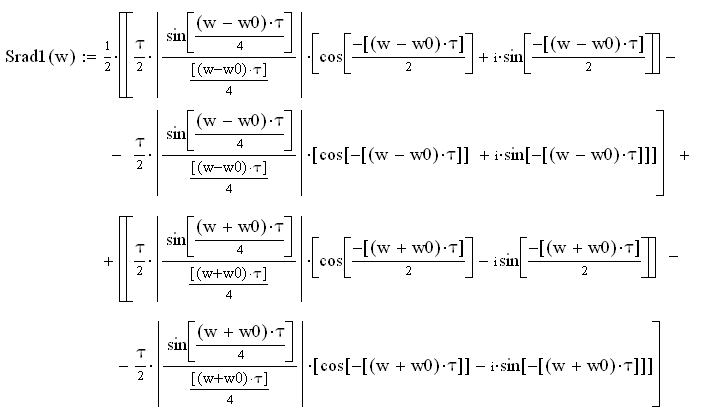 Srad1(w) := 1/2·[[τ/2·|sin[(w − w0)·τ/4]/([(w−w0)·τ]/4)|·[cos[−[(w − w0)·τ]/2] + i·sin[−[(w − w0)·τ]/2]]] −
− τ/2·|sin[(w − w0)·τ/4]/([(w−w0)·τ]/4)|·[cos[−[(w − w0)·τ]] + i·sin[−[(w − w0)·τ]]]] +
+ [[τ/2·|sin[(w + w0)·τ/4]/([(w+w0)·τ]/4)|·[cos[−[(w + w0)·τ]/2] − i sin[−[(w + w0)·τ]/2]]] −
− τ/2·|sin[(w + w0)·τ/4]/([(w+w0)·τ]/4)|·[cos[−[(w + w0)·τ]] − i·sin[−[(w + w0)·τ]]]]